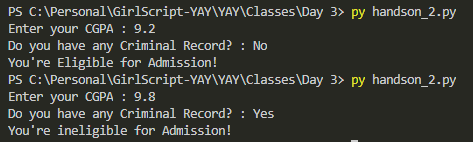 PS C:\Personal\GirlScript-YAY\YAY\Classes\Day 3> py handson_2.py
Enter your CGPA : 9.2
Do you have any Criminal Record? : No
You're Eligible for Admission!
PS C:\Personal\GirlScript-YAY\YAY\Classes\Day 3> py handson_2.py
Enter your CGPA : 9.8
Do you have any Criminal Record? : Yes
You're ineligible for Admission!